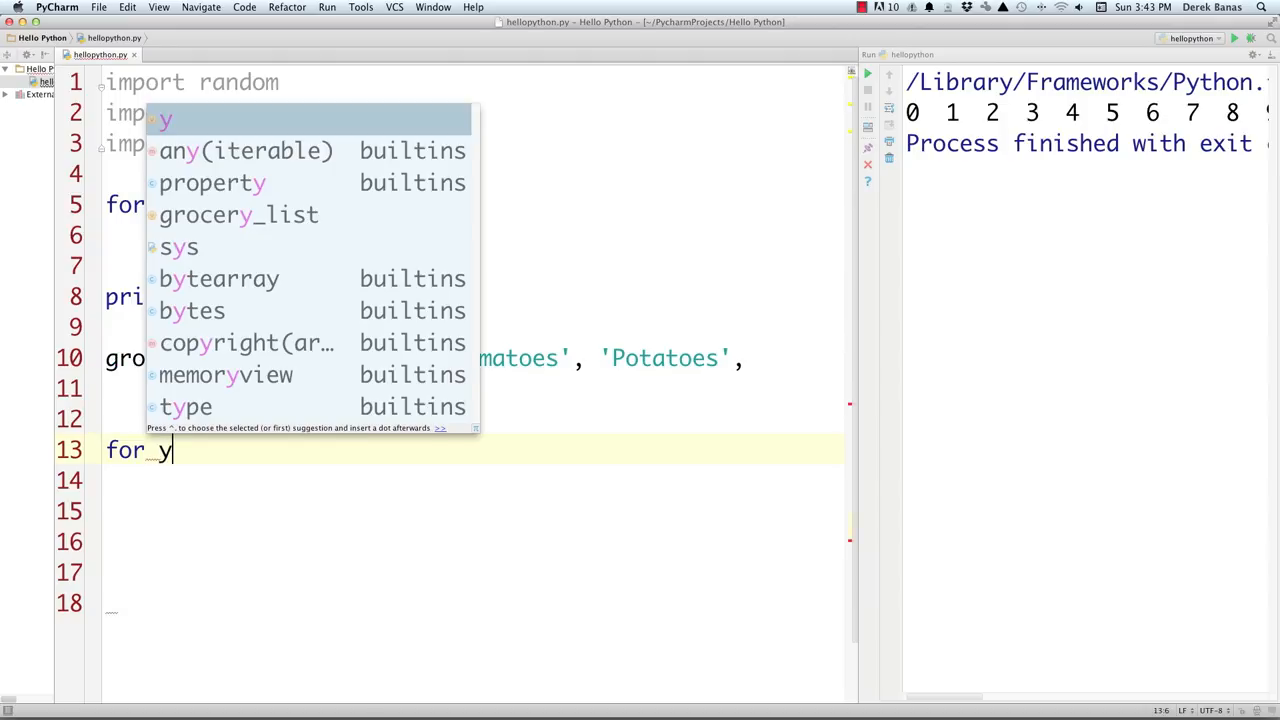 PyCharm File Edit View Navigate Code Refactor Run Tools VCS Window Help 10 Sun 3:43 PM Derek Banas
hellopython.py – Hello Python – [~/PycharmProjects/Hello Python]
Hello Python hellopython.py hellopython
hellopython.py Run hellopython
Hello P
hell
Externa
1 import random
2 imp
3 imp
4
5 for
6
7
8 pri
9
10 gro matoes', 'Potatoes',
11
12
13 for y
14
15
16
17
18
y
any(iterable) builtins
property builtins
grocery_list
sys
bytearray builtins
bytes builtins
copyright(ar… builtins
memoryview builtins
type builtins
Press ^. to choose the selected (or first) suggestion and insert a dot afterwards >>
/Library/Frameworks/Python.
0 1 2 3 4 5 6 7 8
Process finished with exit
13:6 LF UTF-8